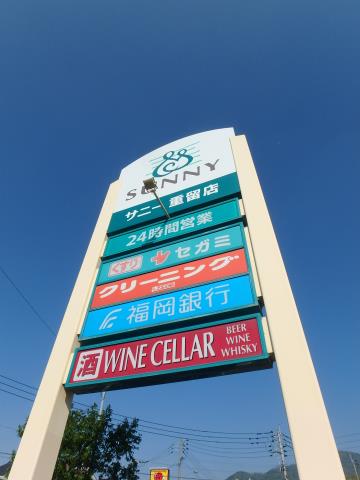 SUNNY
サニー 重留店
24時間営業
くすり セガミ
クリーニング
福岡銀行
酒 WINE CELLAR BEER WINE WHISKY